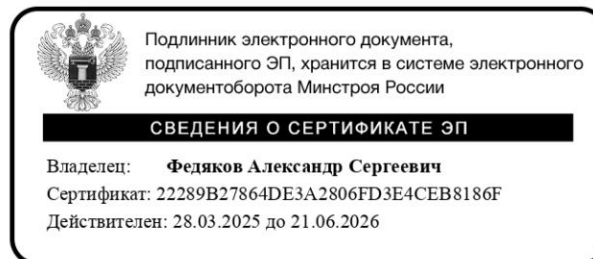 Подлинник электронного документа,
подписанного ЭП, хранится в системе электронного
документооборота Минстроя России
СВЕДЕНИЯ О СЕРТИФИКАТЕ ЭП
Владелец: Федяков Александр Сергеевич
Сертификат: 22289B27864DE3A2806FD3E4CEB8186F
Действителен: 28.03.2025 до 21.06.2026